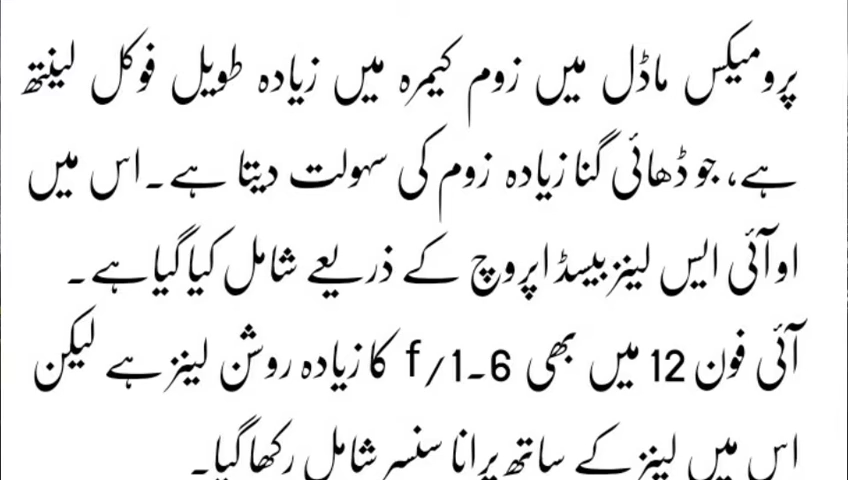 پرومیکس ماڈل میں زوم کیمرہ میں زیادہ طویل فوکل لینتھ
ہے، جو ڈھائی گنا زیادہ زوم کی سہولت دیتا ہے۔ اس میں
او آئی ایس لینز بیسڈ اپروچ کے ذریعے شامل کیا گیا ہے۔
آئی فون 12 میں بھی f/1۔6 کا زیادہ روشن لینز ہے لیکن
اس میں لینز کے ساتھ پرانا سنسر شامل رکھا گیا۔